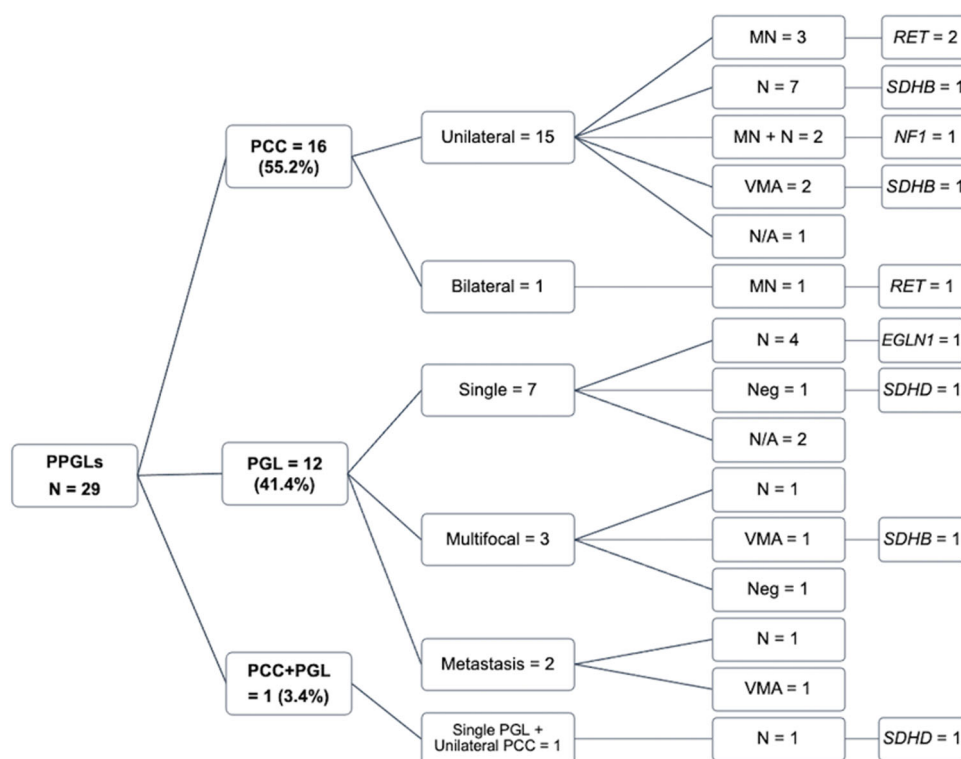 PPGLs
N = 29
PCC = 16
(55.2%)
Unilateral = 15
MN = 3
RET = 2
N = 7
SDHB = 1
MN + N = 2
NF1 = 1
VMA = 2
SDHB = 1
N/A = 1
Bilateral = 1
MN = 1
RET = 1
PGL = 12
(41.4%)
Single = 7
N = 4
EGLN1 = 1
Neg = 1
SDHD = 1
N/A = 2
Multifocal = 3
N = 1
VMA = 1
SDHB = 1
Neg = 1
Metastasis = 2
N = 1
VMA = 1
PCC+PGL
= 1 (3.4%)
Single PGL +
Unilateral PCC = 1
N = 1
SDHD = 1